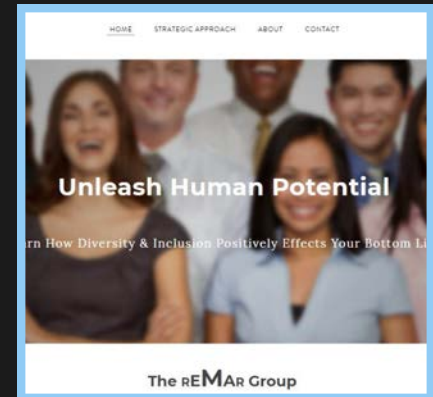 HOME STRATEGIC APPROACH ABOUT CONTACT
Unleash Human Potential
rn How Diversity & Inclusion Positively Effects Your Bottom Li
The REMAR Group